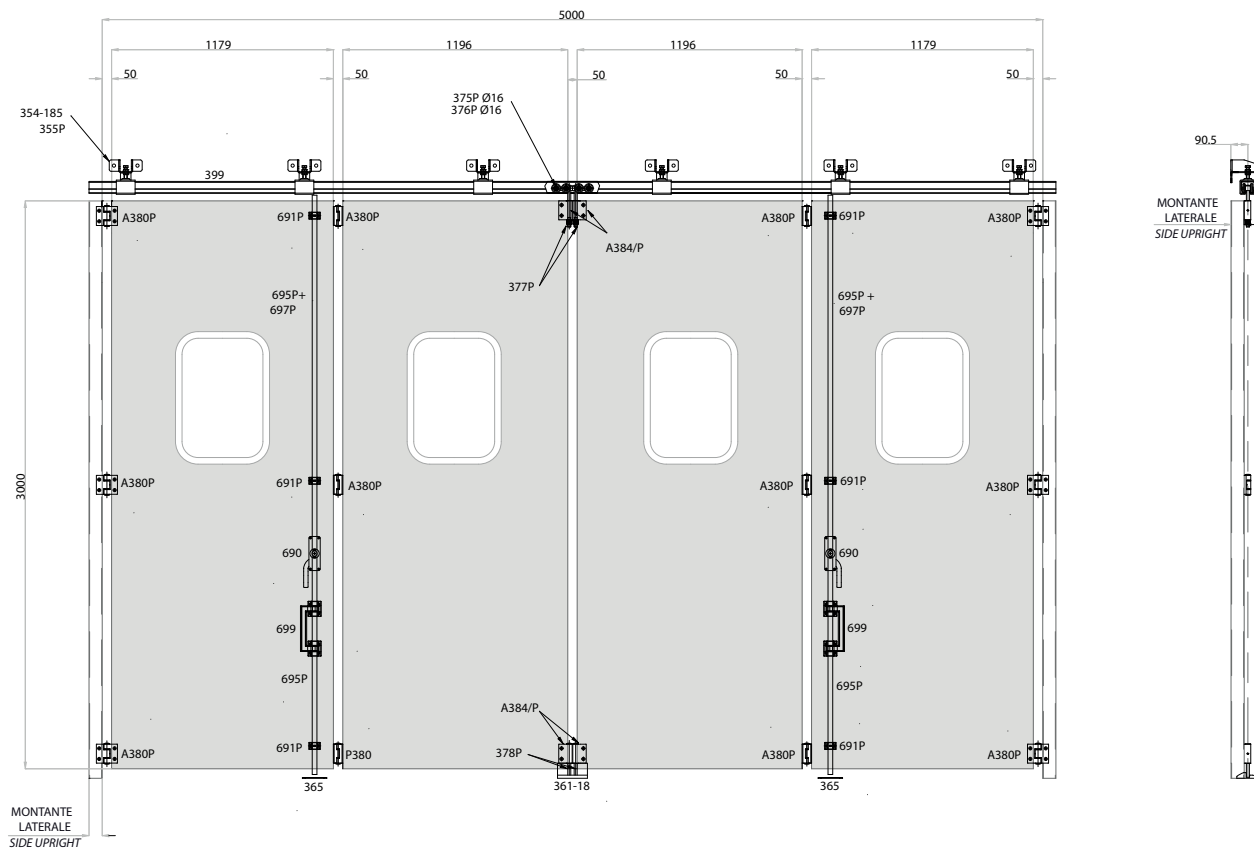 5000
1179
1196
1196
1179
50
50
50
50
50
375P Ø16
376P Ø16
354-185
355P
399
90.5
MONTANTE
LATERALE
SIDE UPRIGHT
A380P
691P
A380P
A384/P
A380P
691P
A380P
377P
695P+
697P
695P +
697P
3000
A380P
691P
A380P
A380P
691P
A380P
690
690
699
699
695P
695P
A384/P
A380P
691P
P380
378P
A380P
691P
A380P
365
361-18
365
MONTANTE
LATERALE
SIDE UPRIGHT